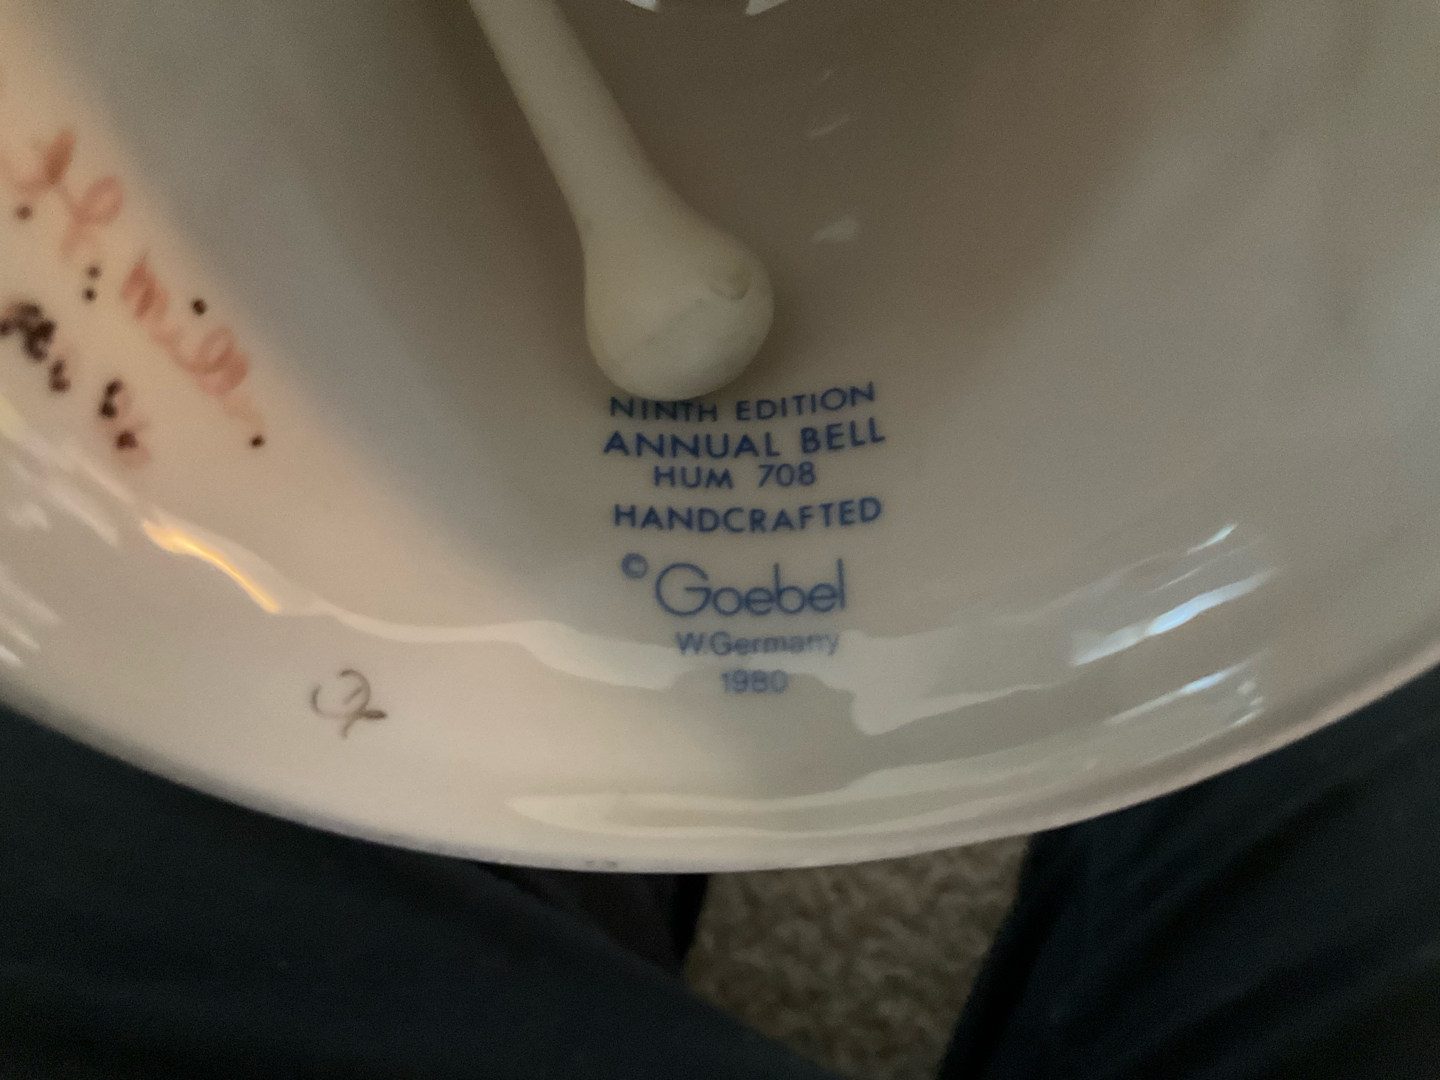 NINTH EDITION
ANNUAL BELL
HUM 708
HANDCRAFTED
© Goebel
W.Germany
1980